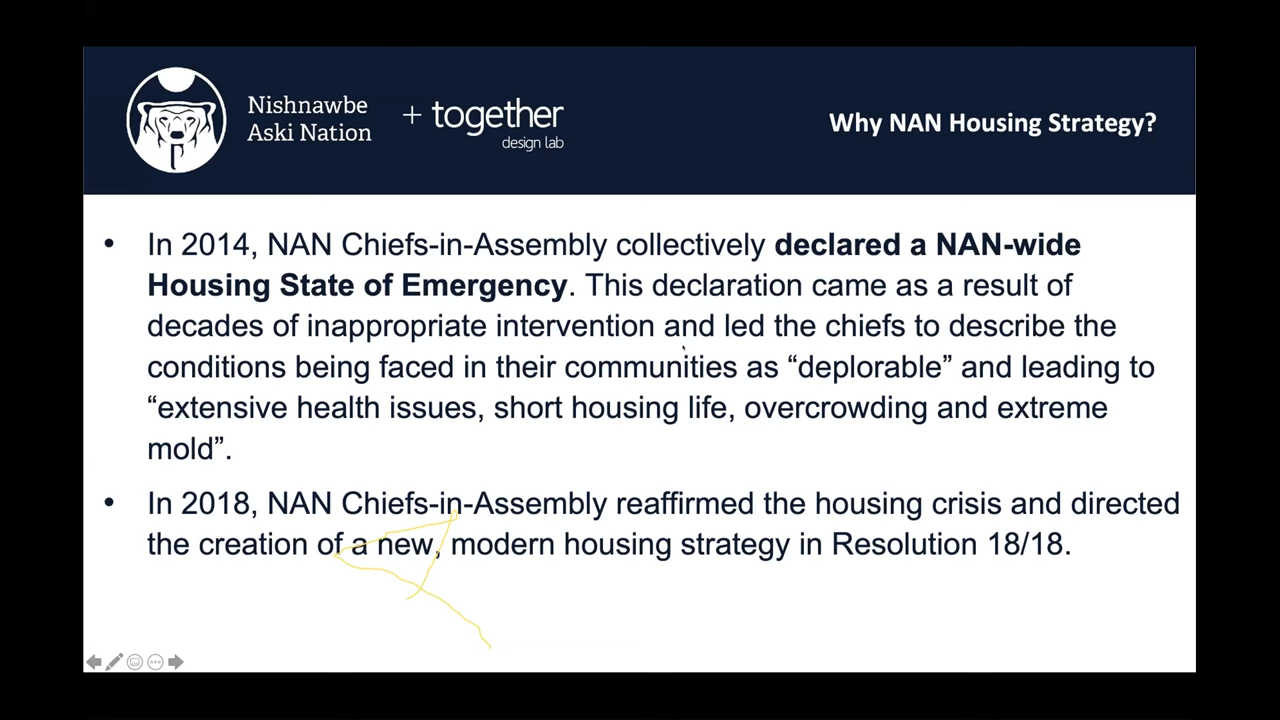 Nishnawbe
Aski Nation
+ together
design lab
Why NAN Housing Strategy?
• In 2014, NAN Chiefs-in-Assembly collectively declared a NAN-wide
Housing State of Emergency. This declaration came as a result of
decades of inappropriate intervention and led the chiefs to describe the
conditions being faced in their communities as “deplorable” and leading to
“extensive health issues, short housing life, overcrowding and extreme
mold”.
• In 2018, NAN Chiefs-in-Assembly reaffirmed the housing crisis and directed
the creation of a new, modern housing strategy in Resolution 18/18.